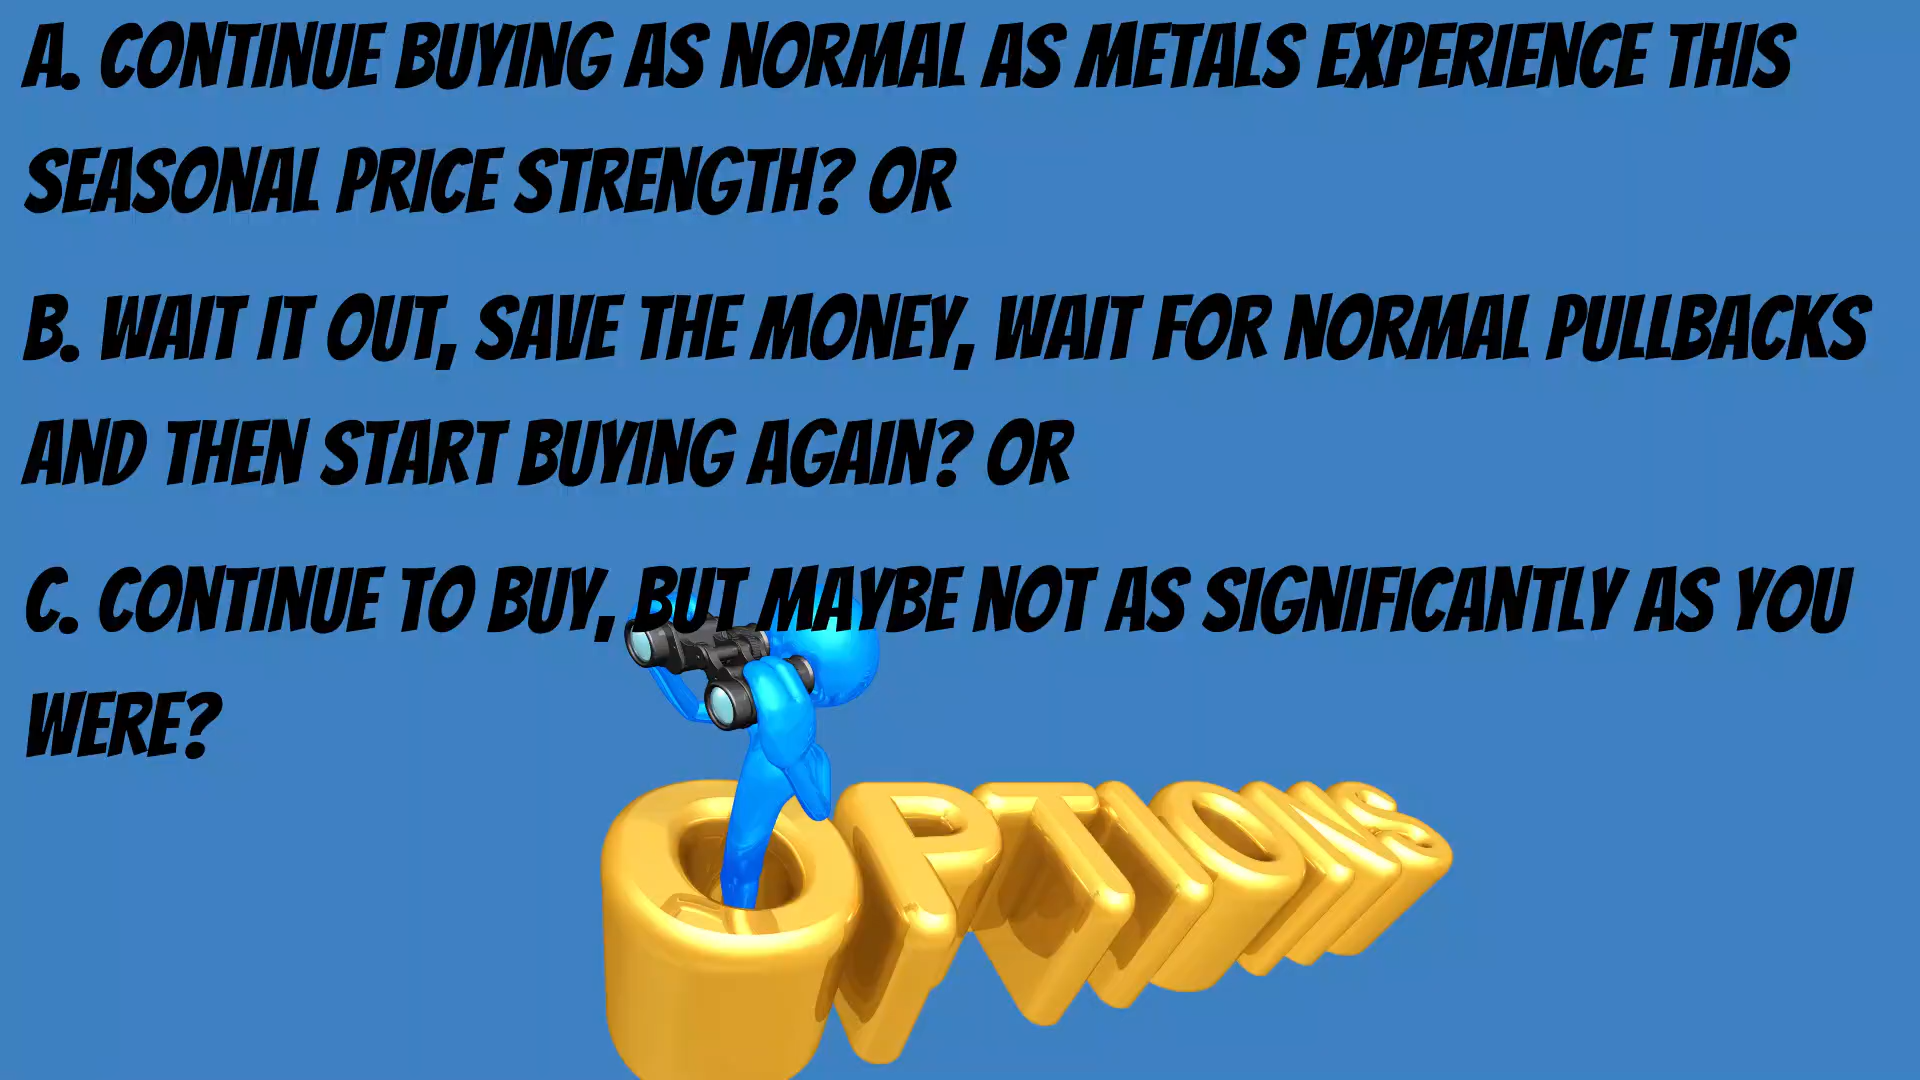 A. CONTINUE BUYING AS NORMAL AS METALS EXPERIENCE THIS
SEASONAL PRICE STRENGTH? OR
B. WAIT IT OUT, SAVE THE MONEY, WAIT FOR NORMAL PULLBACKS
AND THEN START BUYING AGAIN? OR
C. CONTINUE TO BUY, BUT MAYBE NOT AS SIGNIFICANTLY AS YOU
WERE?
OPTIONS